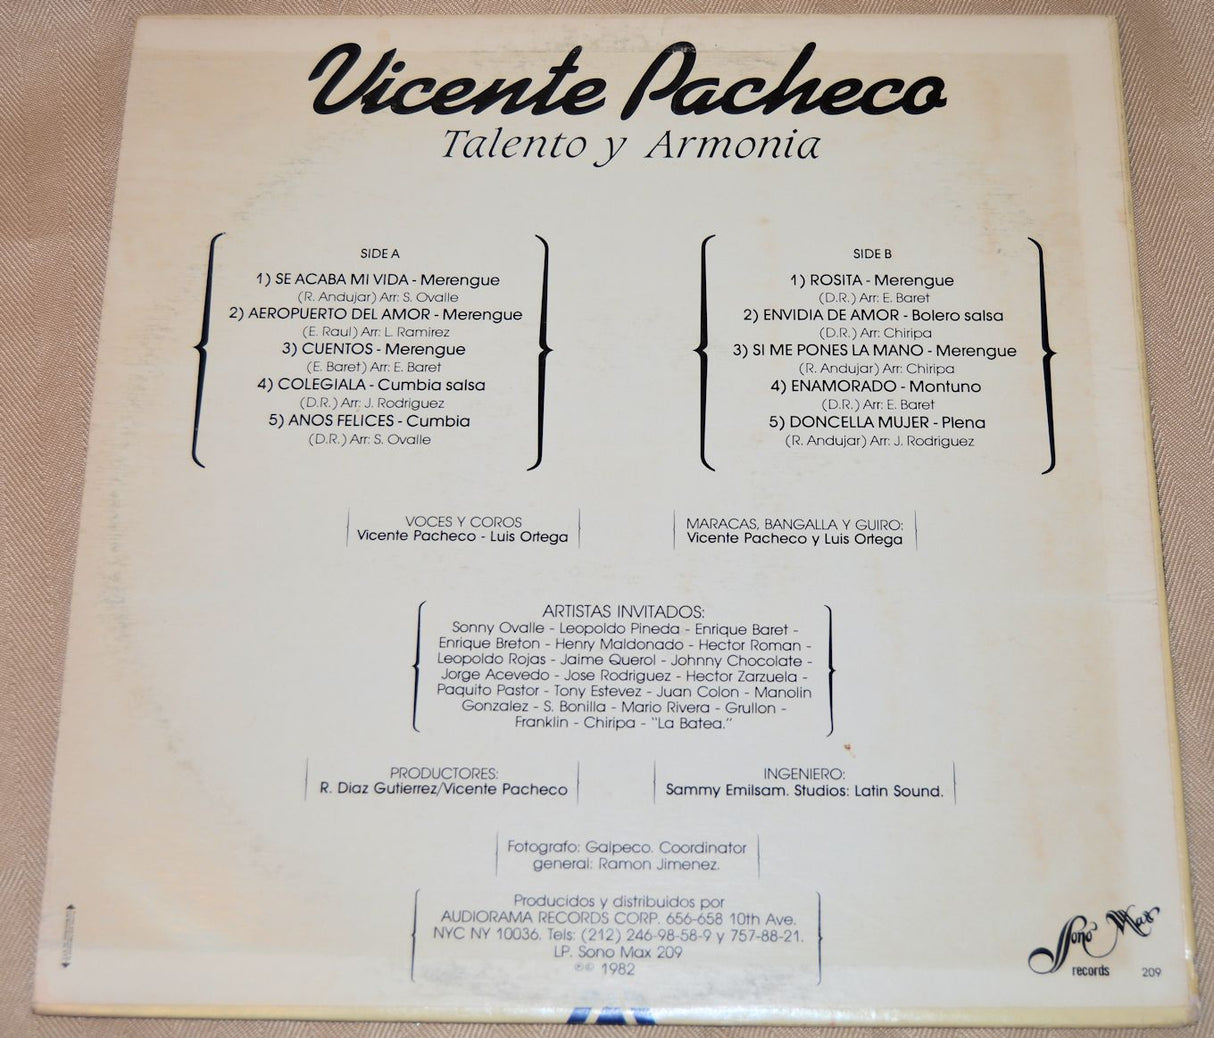 Vicente Pacheco
Talento y Armonia
SIDE A
1) SE ACABA MI VIDA - Merengue
(R. Andujar) Arr: S. Ovalle
2) AEROPUERTO DEL AMOR - Merengue
(E. Raul) Arr: L. Ramirez
3) CUENTOS - Merengue
(E. Baret) Arr: E. Baret
4) COLEGIALA - Cumbia salsa
(D.R.) Arr: J. Rodriguez
5) ANOS FELICES - Cumbia
(D.R.) Arr: S. Ovalle
SIDE B
1) ROSITA - Merengue
(D.R.) Arr: E. Baret
2) ENVIDIA DE AMOR - Bolero salsa
(D.R.) Arr: Chiripa
3) SI ME PONES LA MANO - Merengue
(R. Andujar) Arr: Chiripa
4) ENAMORADO - Montuno
(D.R.) Arr: E. Baret
5) DONCELLA MUJER - Plena
(R. Andujar) Arr: J. Rodriguez
VOCES Y COROS
Vicente Pacheco - Luis Ortega
MARACAS, BANGALLA Y GUIRO:
Vicente Pacheco y Luis Ortega
ARTISTAS INVITADOS:
Sonny Ovalle - Leopoldo Pineda - Enrique Baret -
Enrique Breton - Henry Maldonado - Hector Roman -
Leopoldo Rojas - Jaime Querol - Johnny Chocolate -
Jorge Acevedo - Jose Rodriguez - Hector Zarzuela -
Paquito Pastor - Tony Estevez - Juan Colon - Manolin
Gonzalez - S. Bonilla - Mario Rivera - Grullon -
Franklin - Chiripa - "La Batea."
PRODUCTORES:
R. Diaz Gutierrez/Vicente Pacheco
INGENIERO:
Sammy Emilsam. Studios: Latin Sound.
Fotografo: Galpeco. Coordinator
general: Ramon Jimenez.
Producidos y distribuidos por
AUDIORAMA RECORDS CORP. 656-658 10th Ave.
NYC NY 10036. Tels: (212) 246-98-58-9 y 757-88-21.
LP. Sono Max 209
℗© 1982
Sono Max
records 209